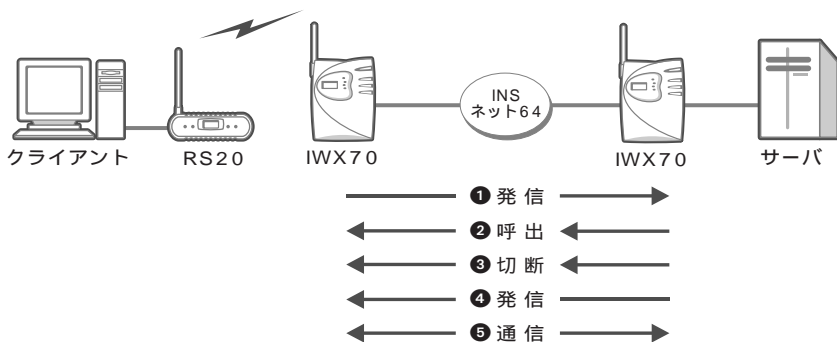 INS
ネット64
クライアント
RS20
IWX70
IWX70
サーバ
❶発信
❷呼出
❸切断
❹発信
❺通信